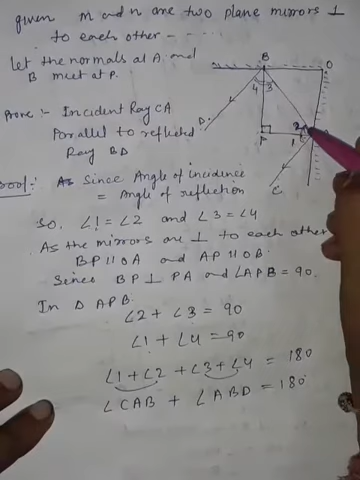 given m and n are two plane mirrors ⊥
to each other -----
let the normals at A and
B meet at P.
B
O
4 3
D
P
2
1
C
Prove :- Incident Ray CA
Parallel to reflected
Ray BD
Proof:- As Since Angle of incidence
= Angle of reflection
So. ∠1 = ∠2 and ∠3 = ∠4
As the mirrors are ⊥ to each other
BP || OA and AP || OB
Since BP ⊥ PA and ∠APB = 90.
In Δ APB.
∠2 + ∠3 = 90
∠1 + ∠4 = 90
∠1 + ∠2 + ∠3 + ∠4 = 180
∠CAB + ∠ABD = 180